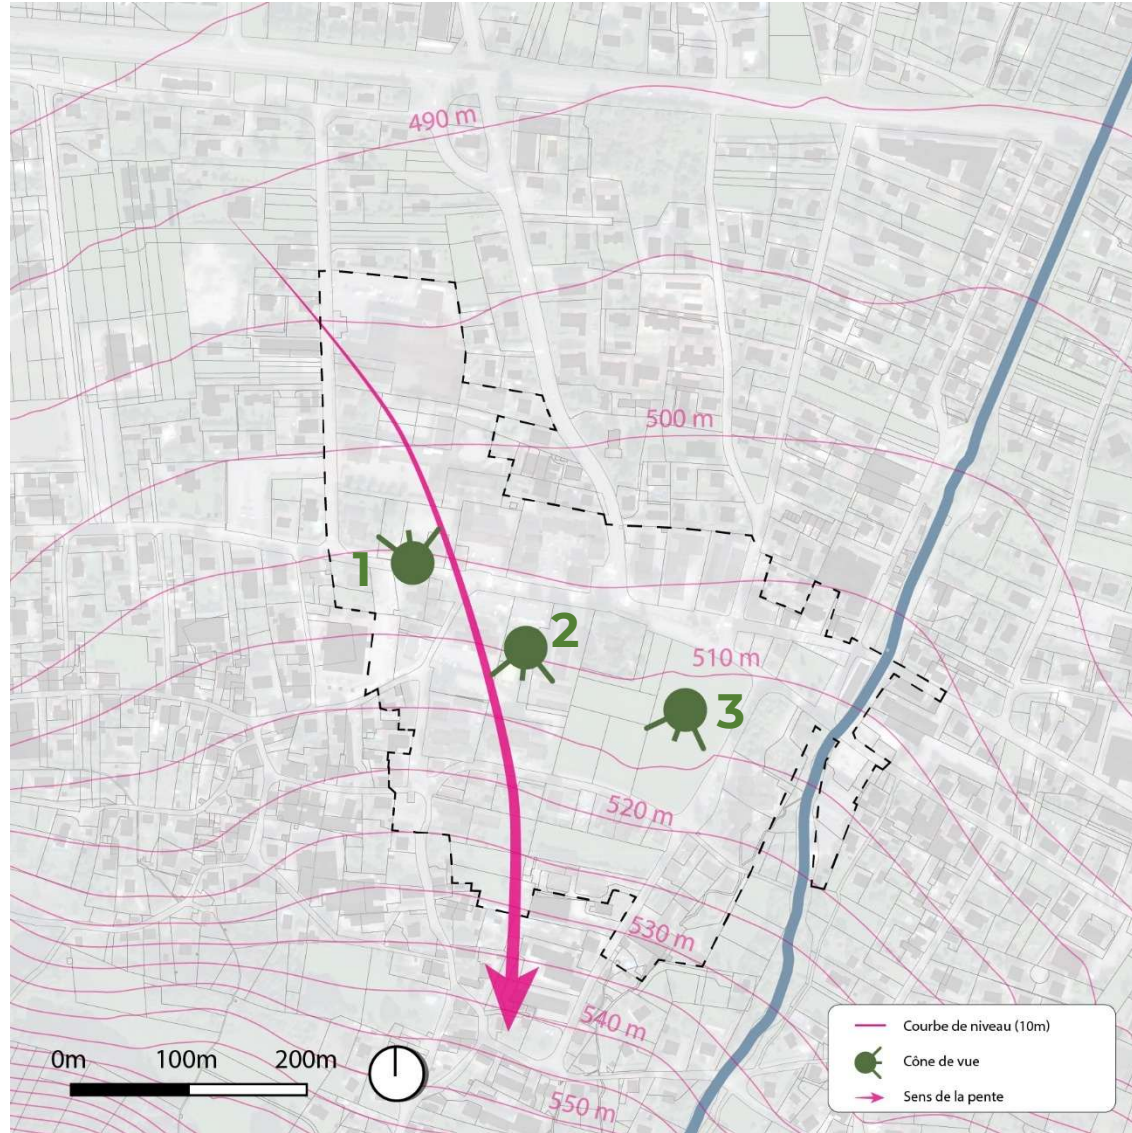 490 m
500 m
1
2
510 m
3
520 m
530 m
540 m
550 m
0m 100m 200m
Courbe de niveau (10m)
Cône de vue
Sens de la pente